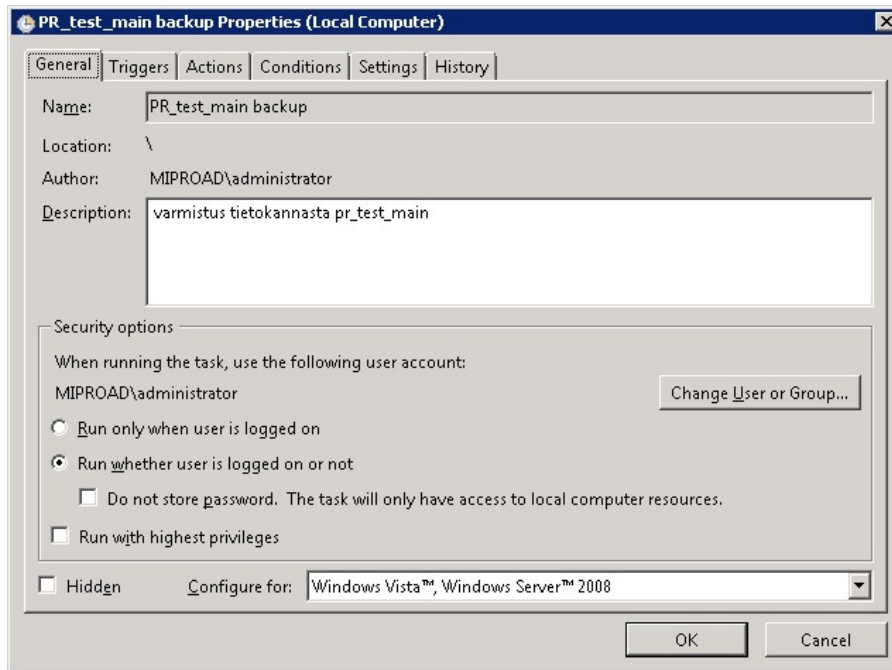 PR_test_main backup Properties (Local Computer)
General Triggers Actions Conditions Settings History
Name: PR_test_main backup
Location: \
Author: MIPROAD\administrator
Description: varmistus tietokannasta pr_test_main
Security options
When running the task, use the following user account:
MIPROAD\administrator Change User or Group...
Run only when user is logged on
Run whether user is logged on or not
Do not store password. The task will only have access to local computer resources.
Run with highest privileges
Hidden Configure for: Windows Vista™, Windows Server™ 2008
OK Cancel